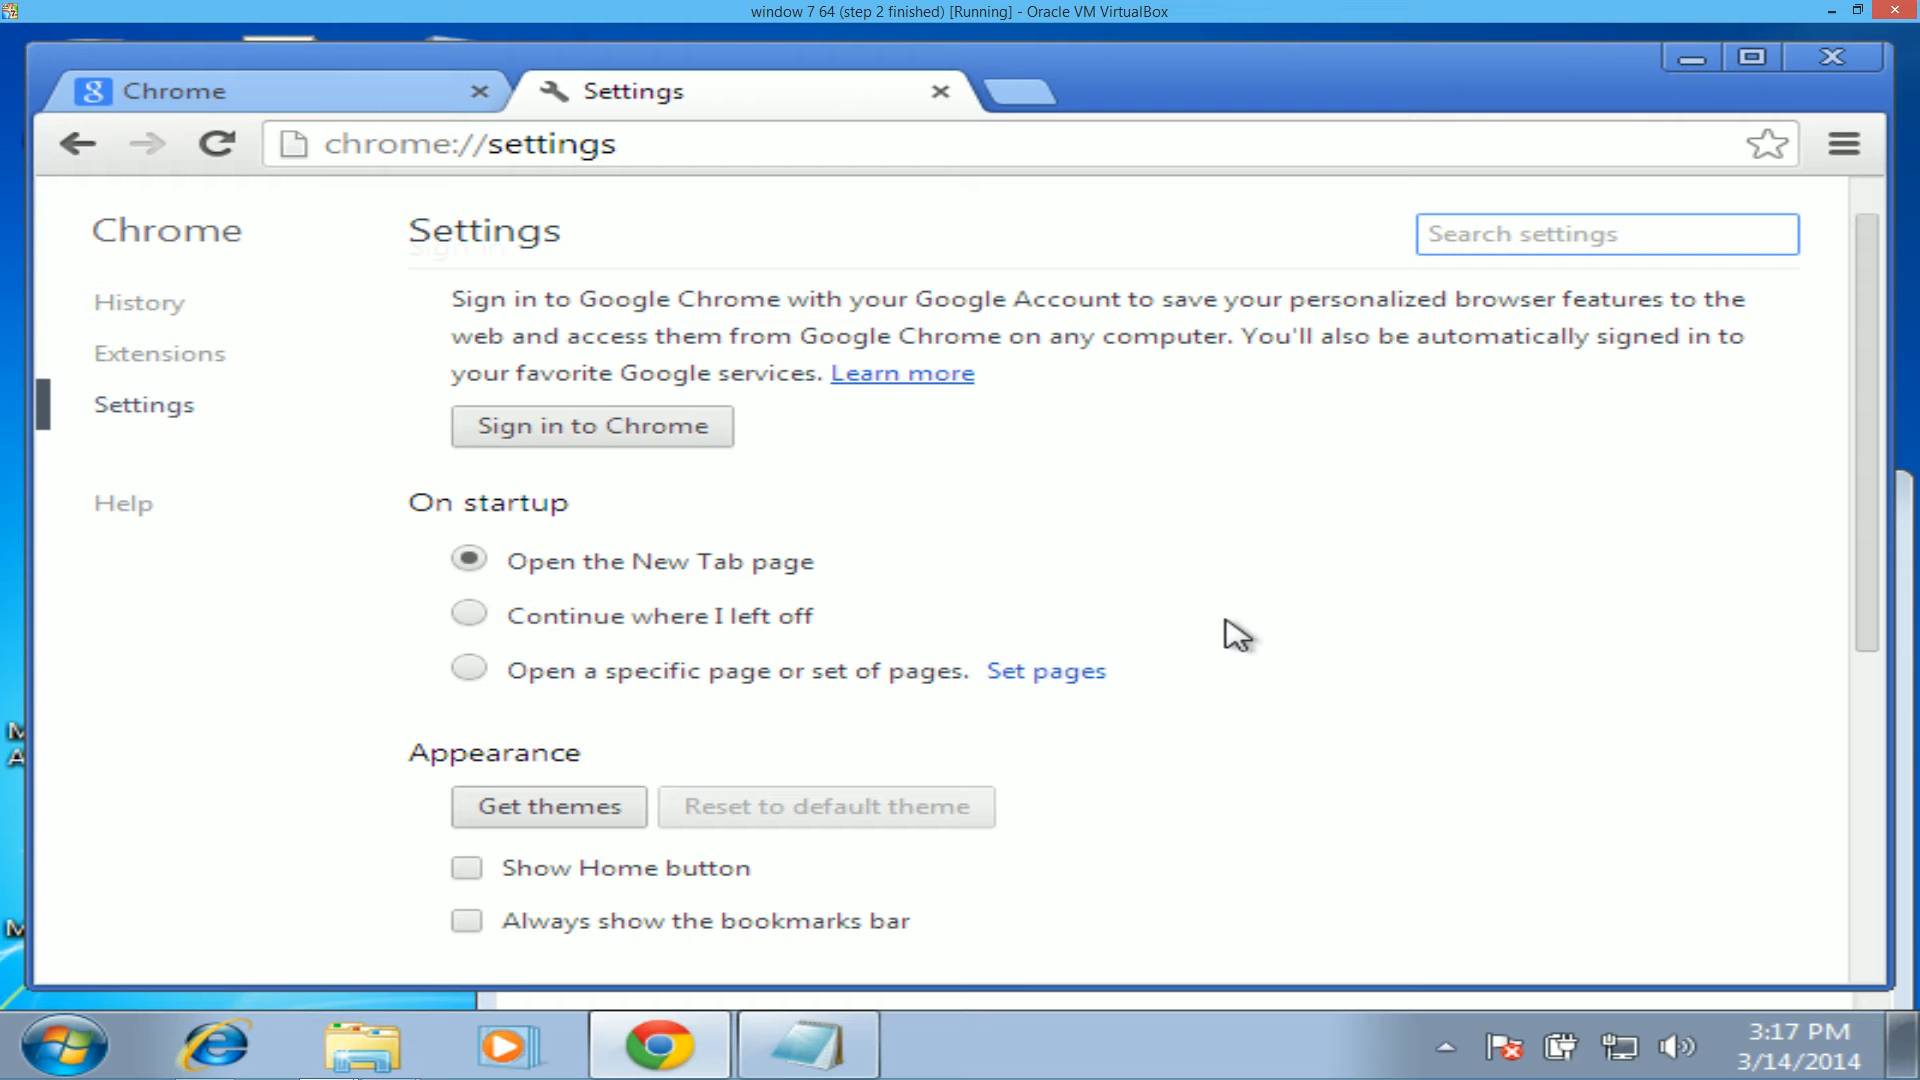 window 7 64 (step 2 finished) [Running] - Oracle VM VirtualBox
Chrome
Settings
chrome://settings
Chrome
Settings
Search settings
History
Extensions
Settings
Help
Sign in to Google Chrome with your Google Account to save your personalized browser features to the
web and access them from Google Chrome on any computer. You'll also be automatically signed in to
your favorite Google services. Learn more
Sign in to Chrome
On startup
Open the New Tab page
Continue where I left off
Open a specific page or set of pages. Set pages
Appearance
Get themes
Reset to default theme
Show Home button
Always show the bookmarks bar
3:17 PM
3/14/2014